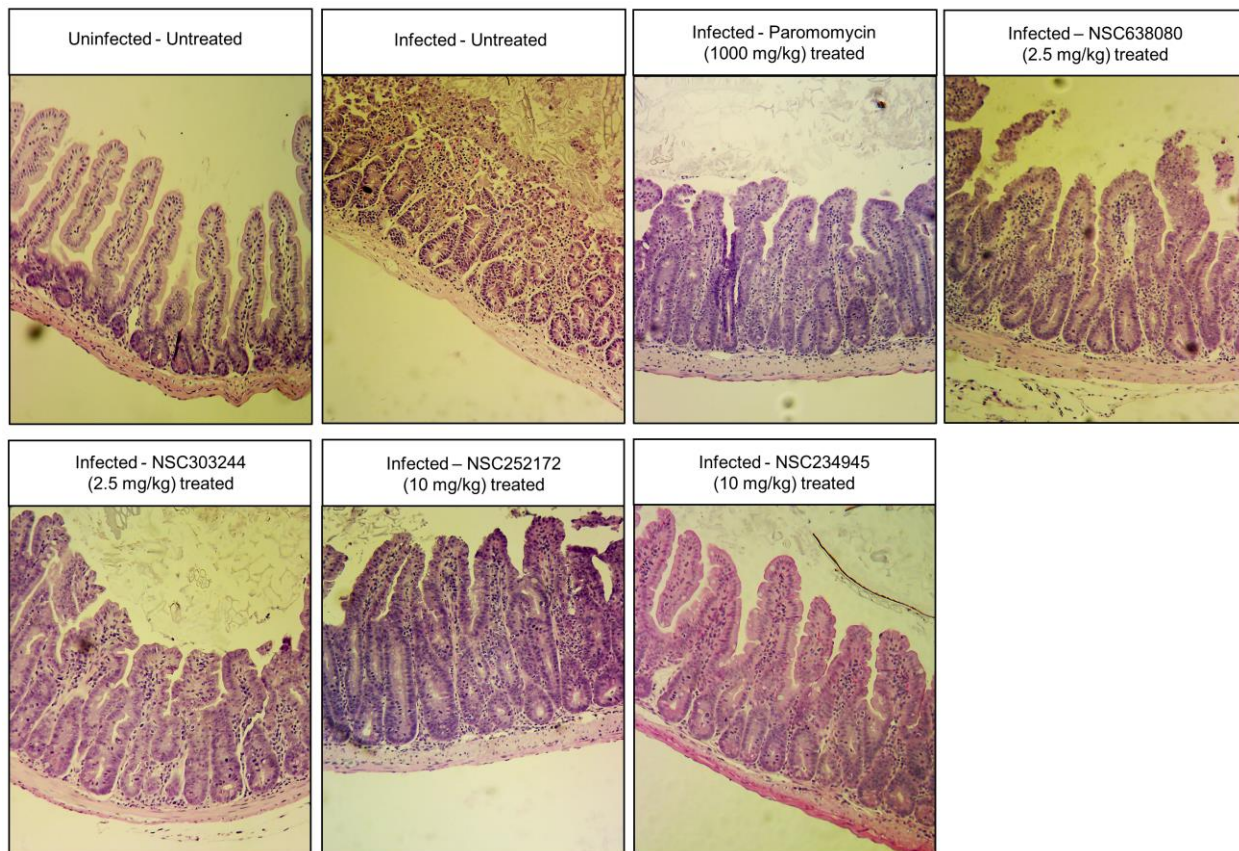 Uninfected - Untreated
Infected - Untreated
Infected - Paromomycin
(1000 mg/kg) treated
Infected – NSC638080
(2.5 mg/kg) treated
Infected - NSC303244
(2.5 mg/kg) treated
Infected – NSC252172
(10 mg/kg) treated
Infected - NSC234945
(10 mg/kg) treated